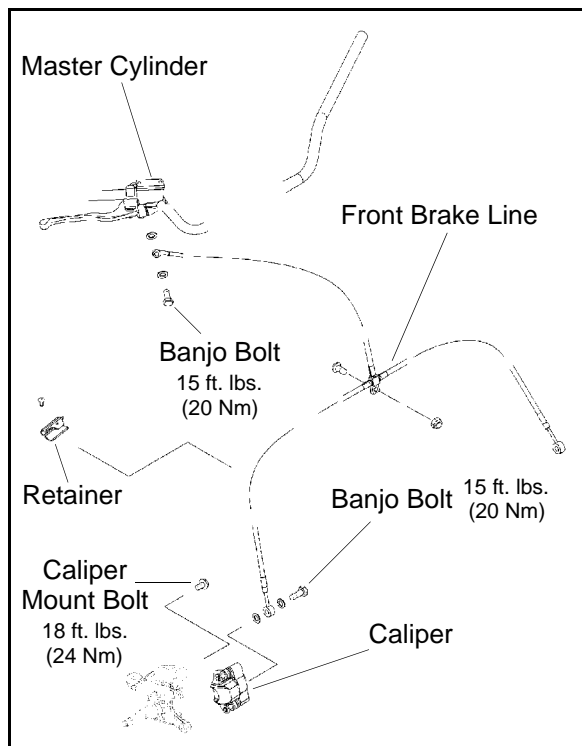 Master Cylinder
Front Brake Line
Banjo Bolt
15 ft. lbs.
(20 Nm)
Retainer
Banjo Bolt 15 ft. lbs.
(20 Nm)
Caliper
Mount Bolt
18 ft. lbs.
(24 Nm)
Caliper